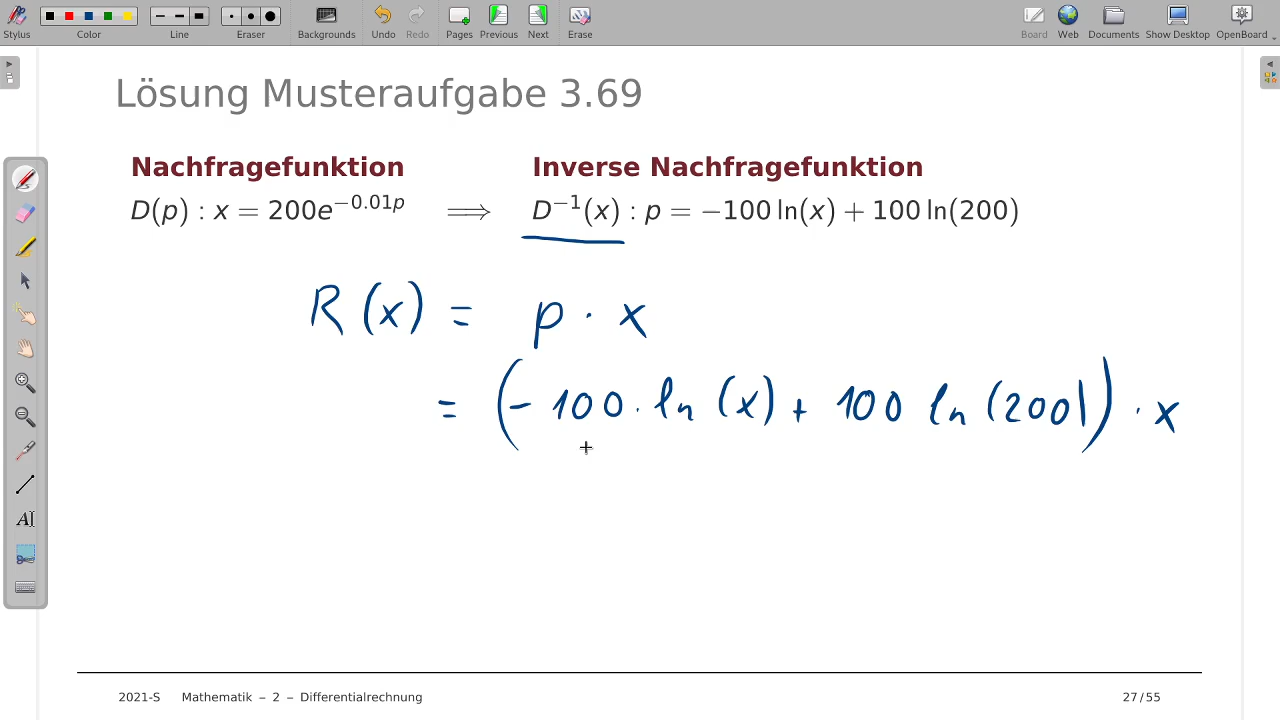 Stylus Color Line Eraser Backgrounds Undo Redo Pages Previous Next Erase Board Web Documents Show Desktop OpenBoard
Lösung Musteraufgabe 3.69
Nachfragefunktion Inverse Nachfragefunktion
D(p) : x = 200e^{−0.01p} ⟹ D^{−1}(x) : p = −100 ln(x) + 100 ln(200)
R(x) = p · x
= (− 100 · ln (x) + 100 ln (200)) · x
2021-S Mathematik – 2 – Differentialrechnung 27/55